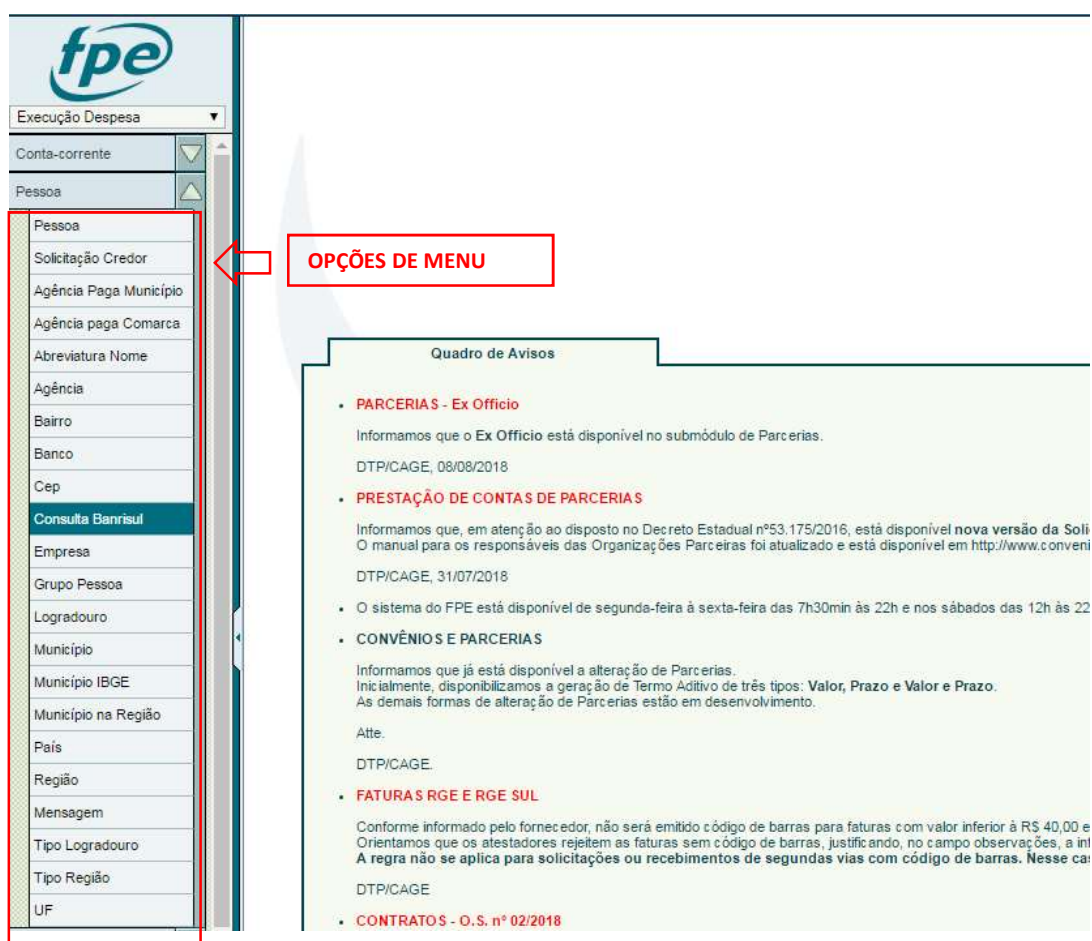 fpe
Execução Despesa
Conta-corrente
Pessoa
Pessoa
Solicitação Credor
Agência Paga Município
Agência paga Comarca
Abreviatura Nome
Agência
Bairro
Banco
Cep
Consulta Banrisul
Empresa
Grupo Pessoa
Logradouro
Município
Município IBGE
Município na Região
País
Região
Mensagem
Tipo Logradouro
Tipo Região
UF
OPÇÕES DE MENU
Quadro de Avisos
• PARCERIAS - Ex Officio
Informamos que o Ex Officio está disponível no submódulo de Parcerias.
DTP/CAGE, 08/08/2018
• PRESTAÇÃO DE CONTAS DE PARCERIAS
Informamos que, em atenção ao disposto no Decreto Estadual nº53.175/2016, está disponível nova versão da Soli
O manual para os responsáveis das Organizações Parceiras foi atualizado e está disponível em http://www.conveni
DTP/CAGE, 31/07/2018
• O sistema do FPE está disponível de segunda-feira à sexta-feira das 7h30min às 22h e nos sábados das 12h às 22
• CONVÊNIOS E PARCERIAS
Informamos que já está disponível a alteração de Parcerias.
Inicialmente, disponibilizamos a geração de Termo Aditivo de três tipos: Valor, Prazo e Valor e Prazo.
As demais formas de alteração de Parcerias estão em desenvolvimento.
Atte.
DTP/CAGE.
• FATURAS RGE E RGE SUL
Conforme informado pelo fornecedor, não será emitido código de barras para faturas com valor inferior à R$ 40,00 e
Orientamos que os atestadores rejeitem as faturas sem código de barras, justificando, no campo observações, a inf
A regra não se aplica para solicitações ou recebimentos de segundas vias com código de barras. Nesse cas
DTP/CAGE
• CONTRATOS - O.S. nº 02/2018